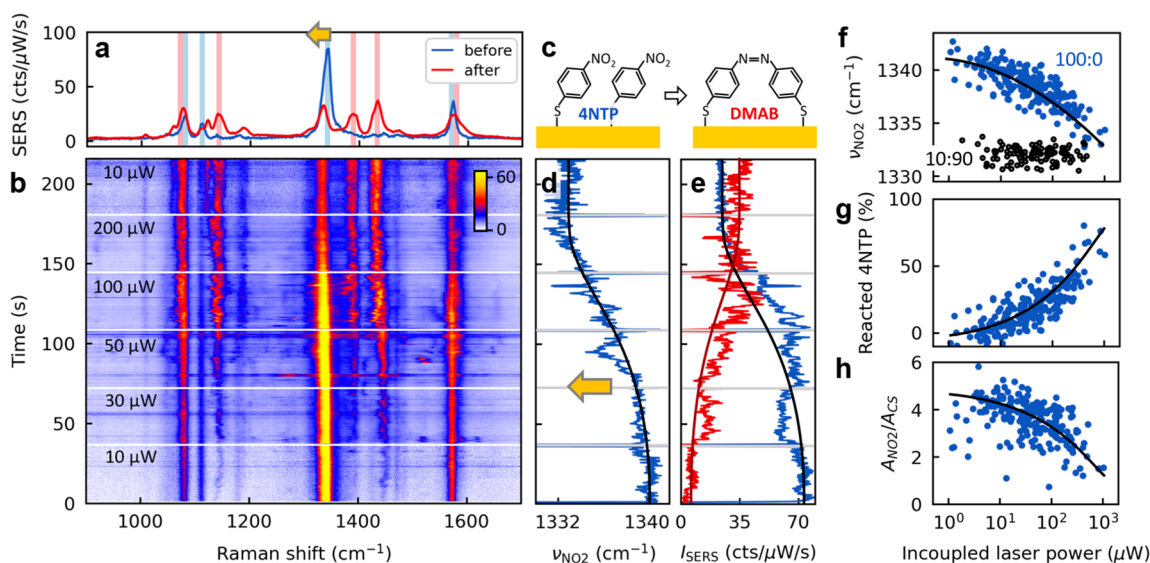 a
SERS (cts/μW/s)
100
50
0
before
after
c
NO₂
NO₂
S
S
4NTP
N=N
S
S
DMAB
b
Time (s)
200
150
100
50
0
10 μW
200 μW
100 μW
50 μW
30 μW
10 μW
60
0
1000
1200
1400
1600
Raman shift (cm⁻¹)
d
1332
1340
νNO2 (cm⁻¹)
e
0
35
70
ISERS (cts/μW/s)
f
νNO2 (cm⁻¹)
1340
1335
1330
100:0
10:90
g
Reacted 4NTP (%)
100
50
0
h
ANO2/ACS
6
4
2
0
10⁰
10¹
10²
10³
Incoupled laser power (μW)